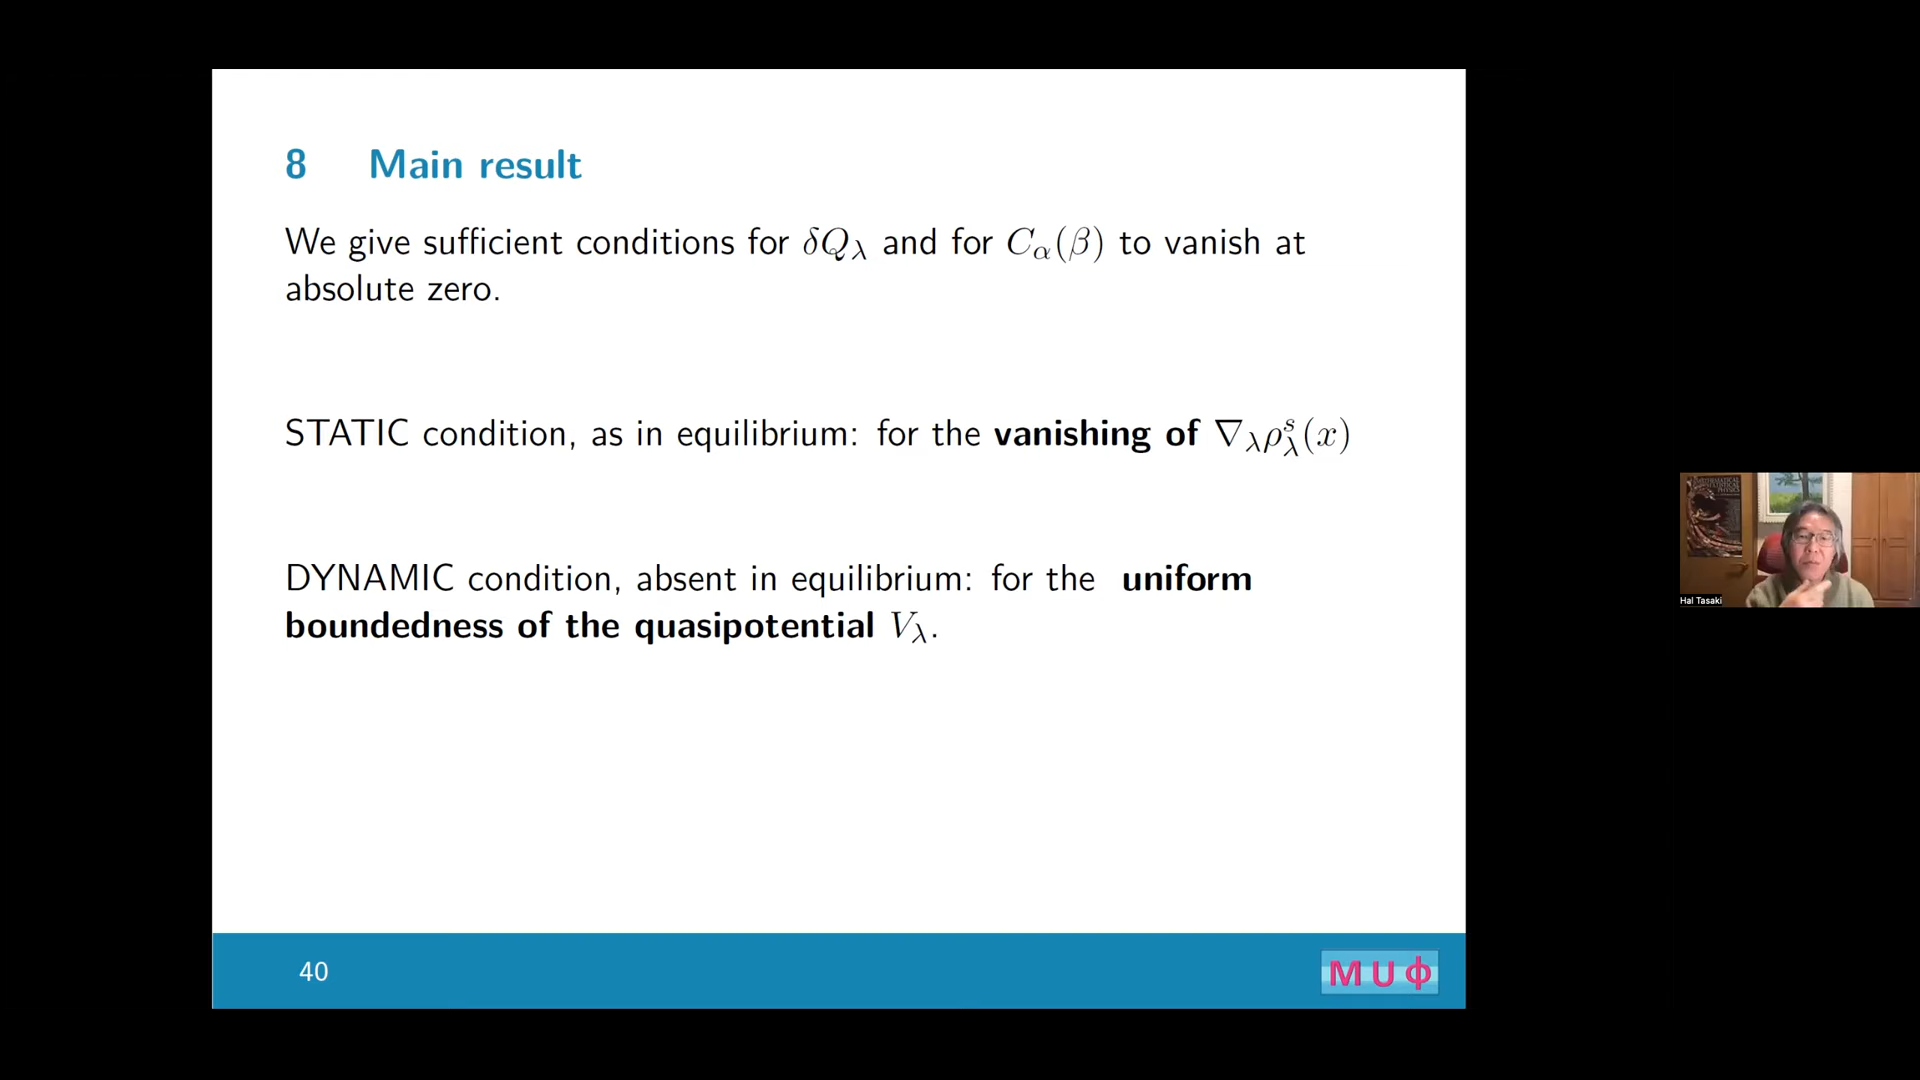 8 Main result
We give sufficient conditions for δQ_λ and for C_α(β) to vanish at
absolute zero.
STATIC condition, as in equilibrium: for the vanishing of ∇_λρ^s_λ(x)
DYNAMIC condition, absent in equilibrium: for the uniform
boundedness of the quasipotential V_λ.
40
M U Φ
Hal Tasaki